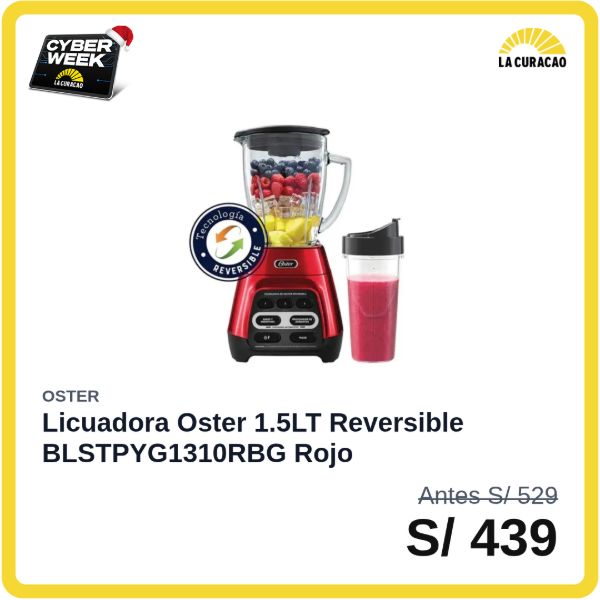 CYBER
WEEK
LA CURACAO
LA CURACAO
Tecnología
REVERSIBLE
Oster
OSTER
Licuadora Oster 1.5LT Reversible
BLSTPYG1310RBG Rojo
Antes S/ 529
S/ 439